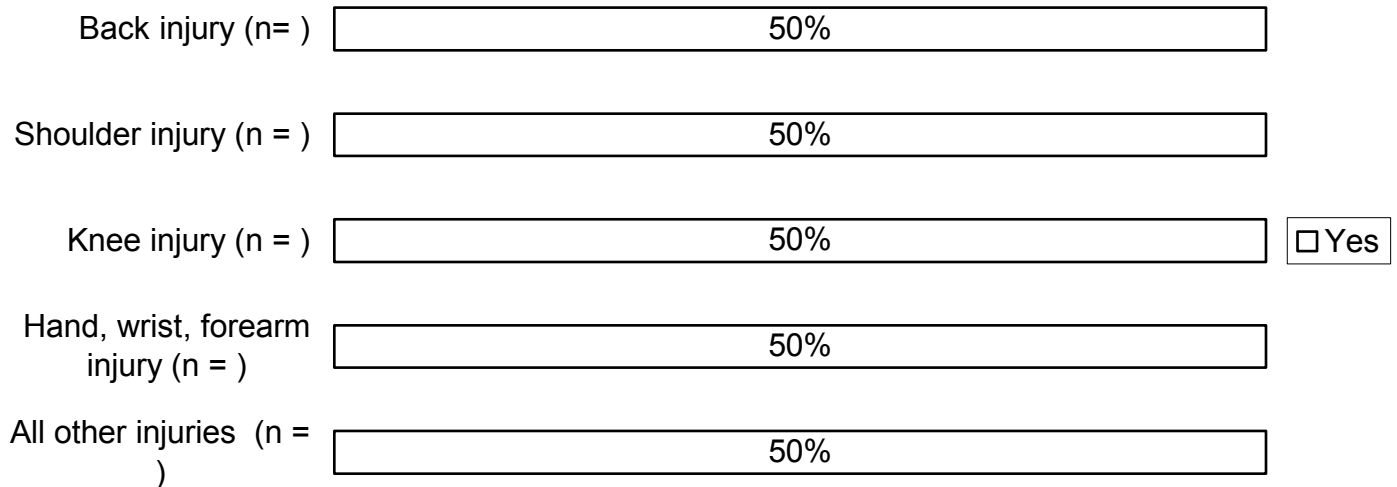 Back injury (n= )
50%
Shoulder injury (n = )
50%
Knee injury (n = )
50%
Yes
Hand, wrist, forearm
injury (n = )
50%
All other injuries  (n =
)
50%